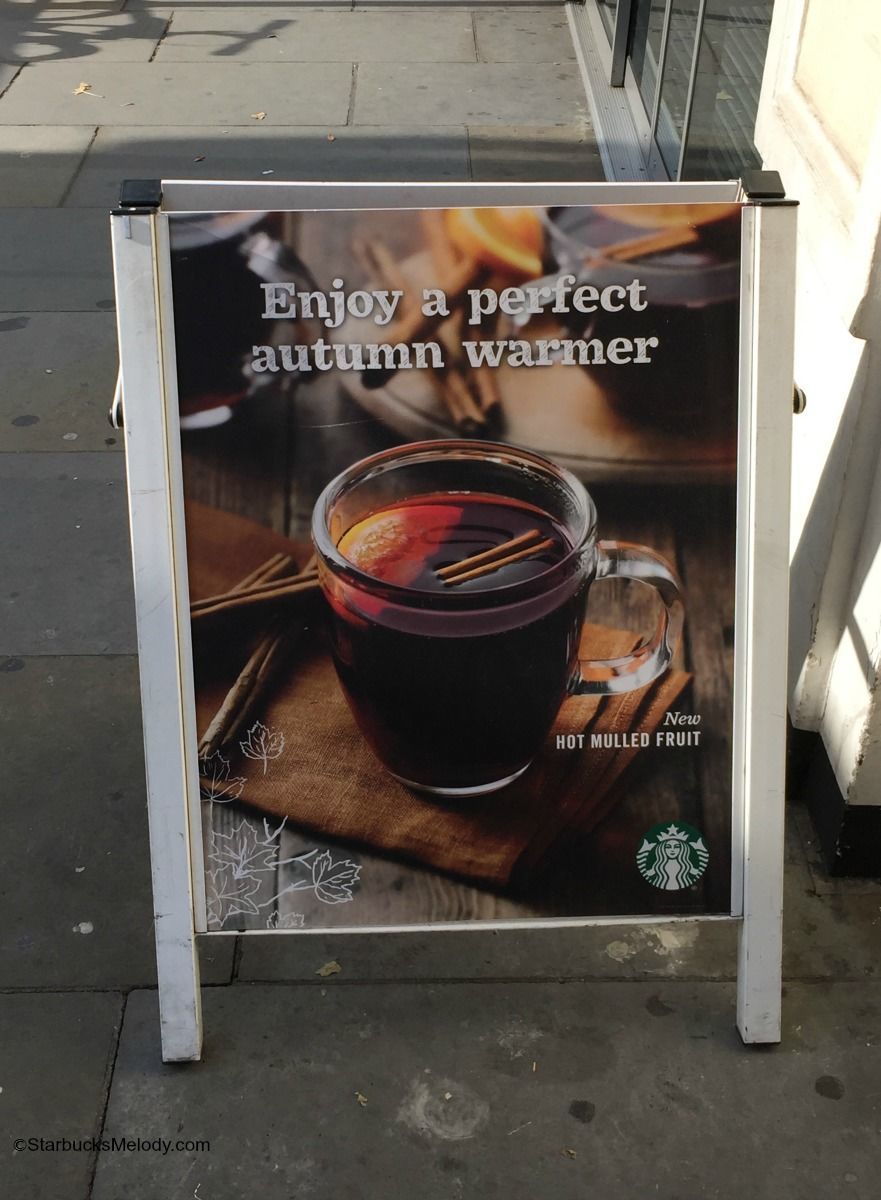 Enjoy a perfect
autumn warmer
New
HOT MULLED FRUIT
©StarbucksMelody.com